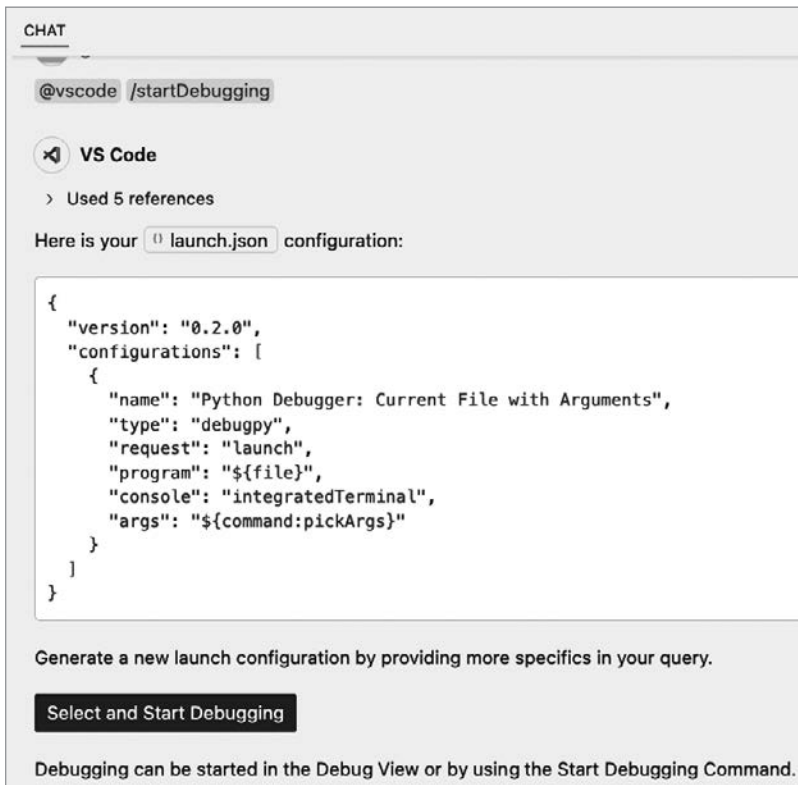 CHAT
@vscode /startDebugging
VS Code
> Used 5 references
Here is your {} launch.json configuration:
{
  "version": "0.2.0",
  "configurations": [
    {
      "name": "Python Debugger: Current File with Arguments",
      "type": "debugpy",
      "request": "launch",
      "program": "${file}",
      "console": "integratedTerminal",
      "args": "${command:pickArgs}"
    }
  ]
}
Generate a new launch configuration by providing more specifics in your query.
Select and Start Debugging
Debugging can be started in the Debug View or by using the Start Debugging Command.